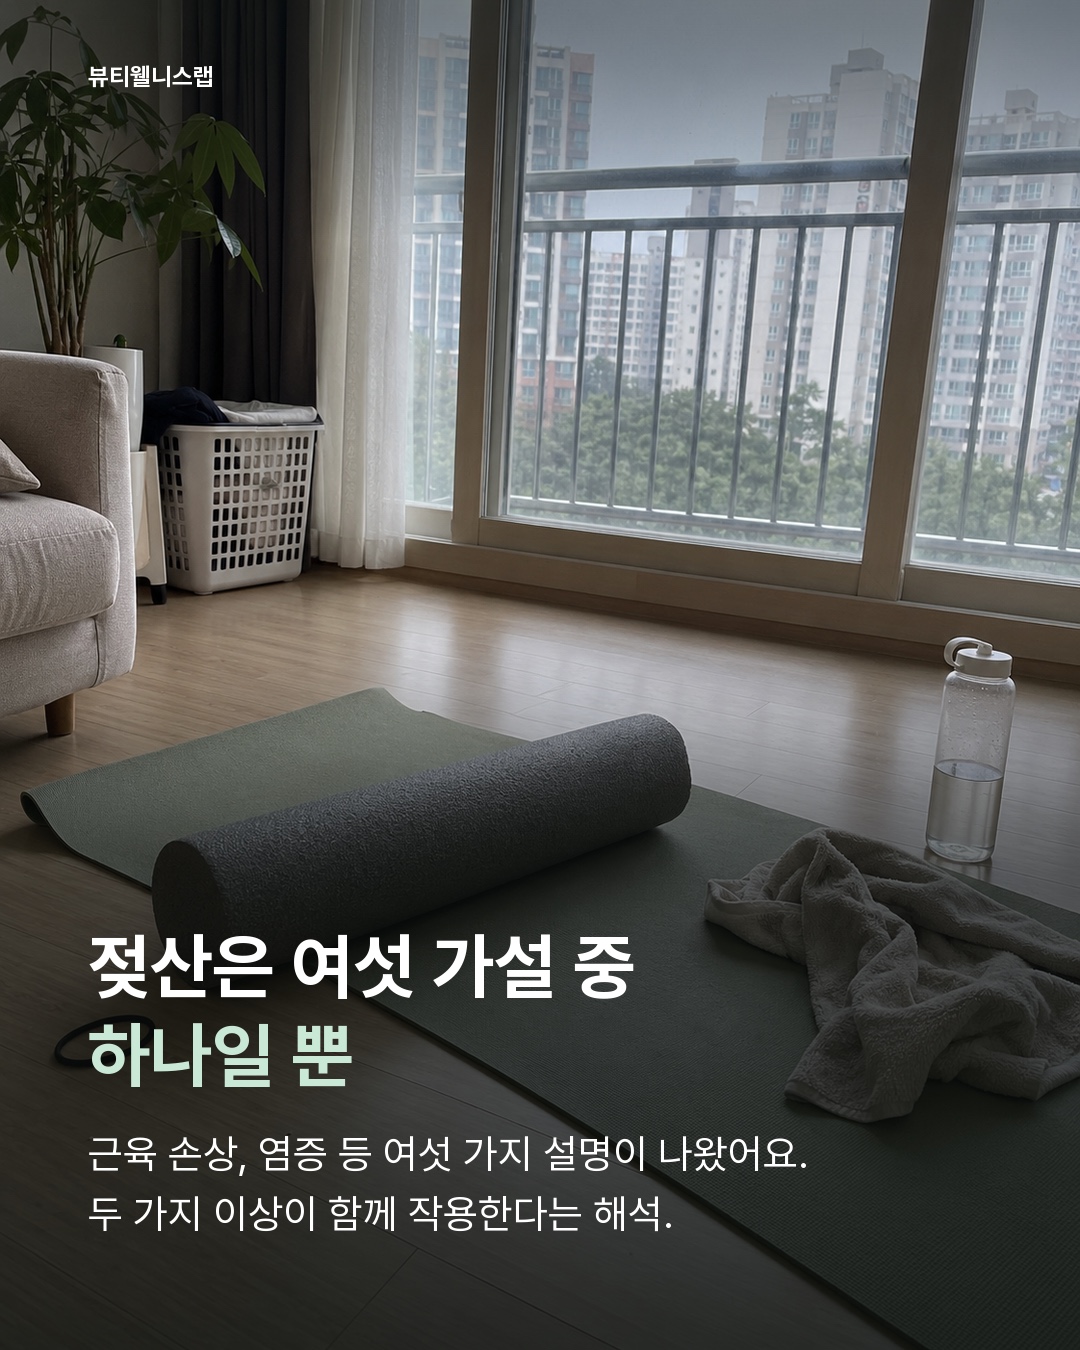 뷰티웰니스랩
젖산은 여섯 가설 중
하나일 뿐
근육 손상, 염증 등 여섯 가지 설명이 나왔어요.
두 가지 이상이 함께 작용한다는 해석.